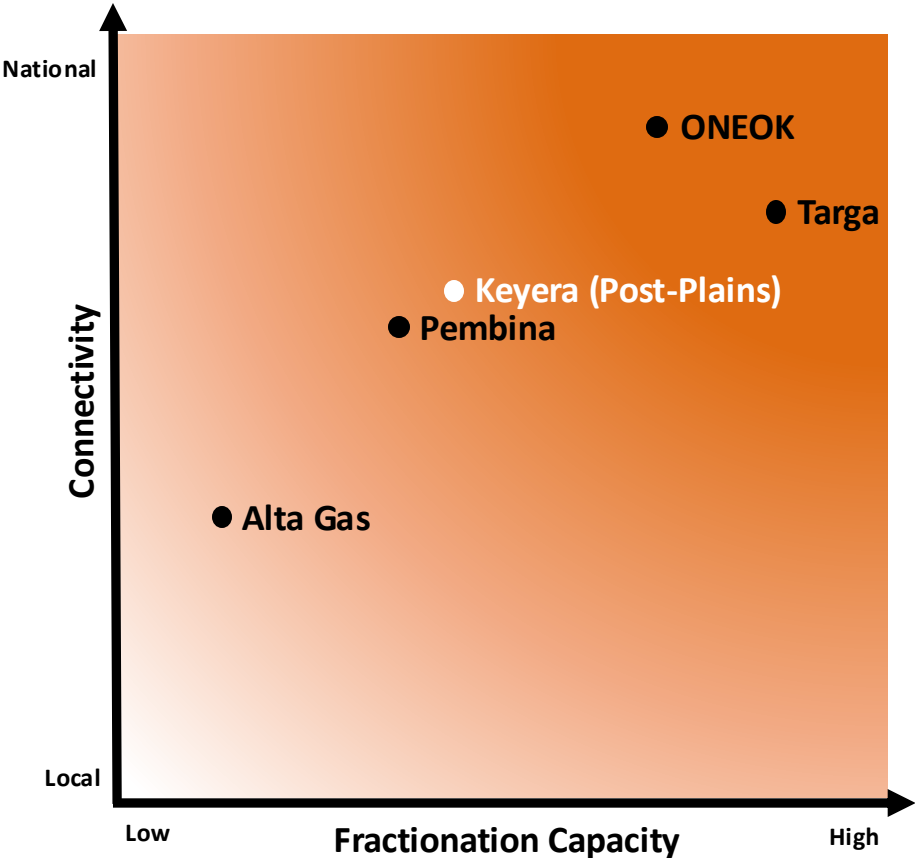 National
ONEOK
Targa
Keyera (Post-Plains)
Pembina
Connectivity
Alta Gas
Local
Low
Fractionation Capacity
High